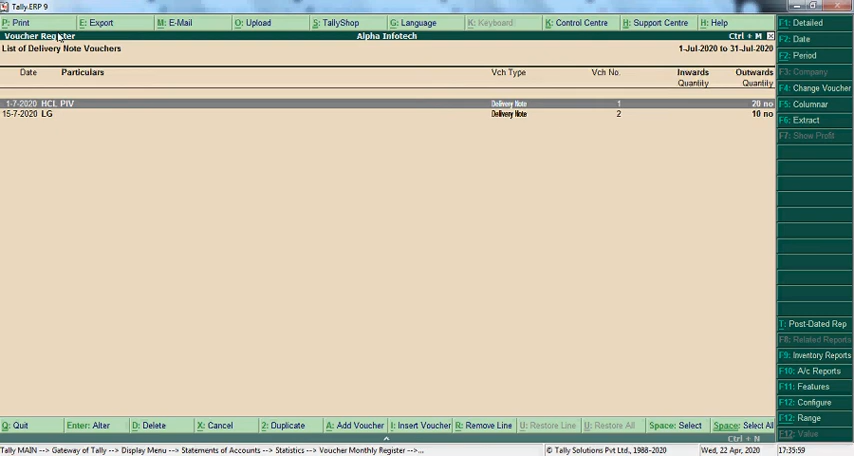 Tally.ERP 9
P: Print E: Export M: E-Mail O: Upload S: TallyShop G: Language K: Keyboard K: Control Centre H: Support Centre H: Help
Voucher Register Alpha Infotech Ctrl + M
List of Delivery Note Vouchers 1-Jul-2020 to 31-Jul-2020
Date Particulars Vch Type Vch No. Inwards Outwards
Quantity Quantity
1-7-2020 HCL PIV Delivery Note 1 20 no
15-7-2020 LG Delivery Note 2 10 no
F1: Detailed
F2: Date
F2: Period
F3: Company
F4: Change Voucher
F5: Columnar
F6: Extract
F7: Show Profit
T: Post-Dated Rep
F8: Related Reports
F9: Inventory Reports
F10: A/c Reports
F11: Features
F12: Configure
F12: Range
F12: Value
Q: Quit Enter: Alter D: Delete X: Cancel 2: Duplicate A: Add Voucher I: Insert Voucher R: Remove Line U: Restore Line U: Restore All Space: Select Space: Select All
Ctrl + N
Tally MAIN --> Gateway of Tally --> Display Menu --> Statements of Accounts --> Statistics --> Voucher Monthly Register -->... © Tally Solutions Pvt Ltd., 1988-2020 Wed, 22 Apr, 2020 17:35:59